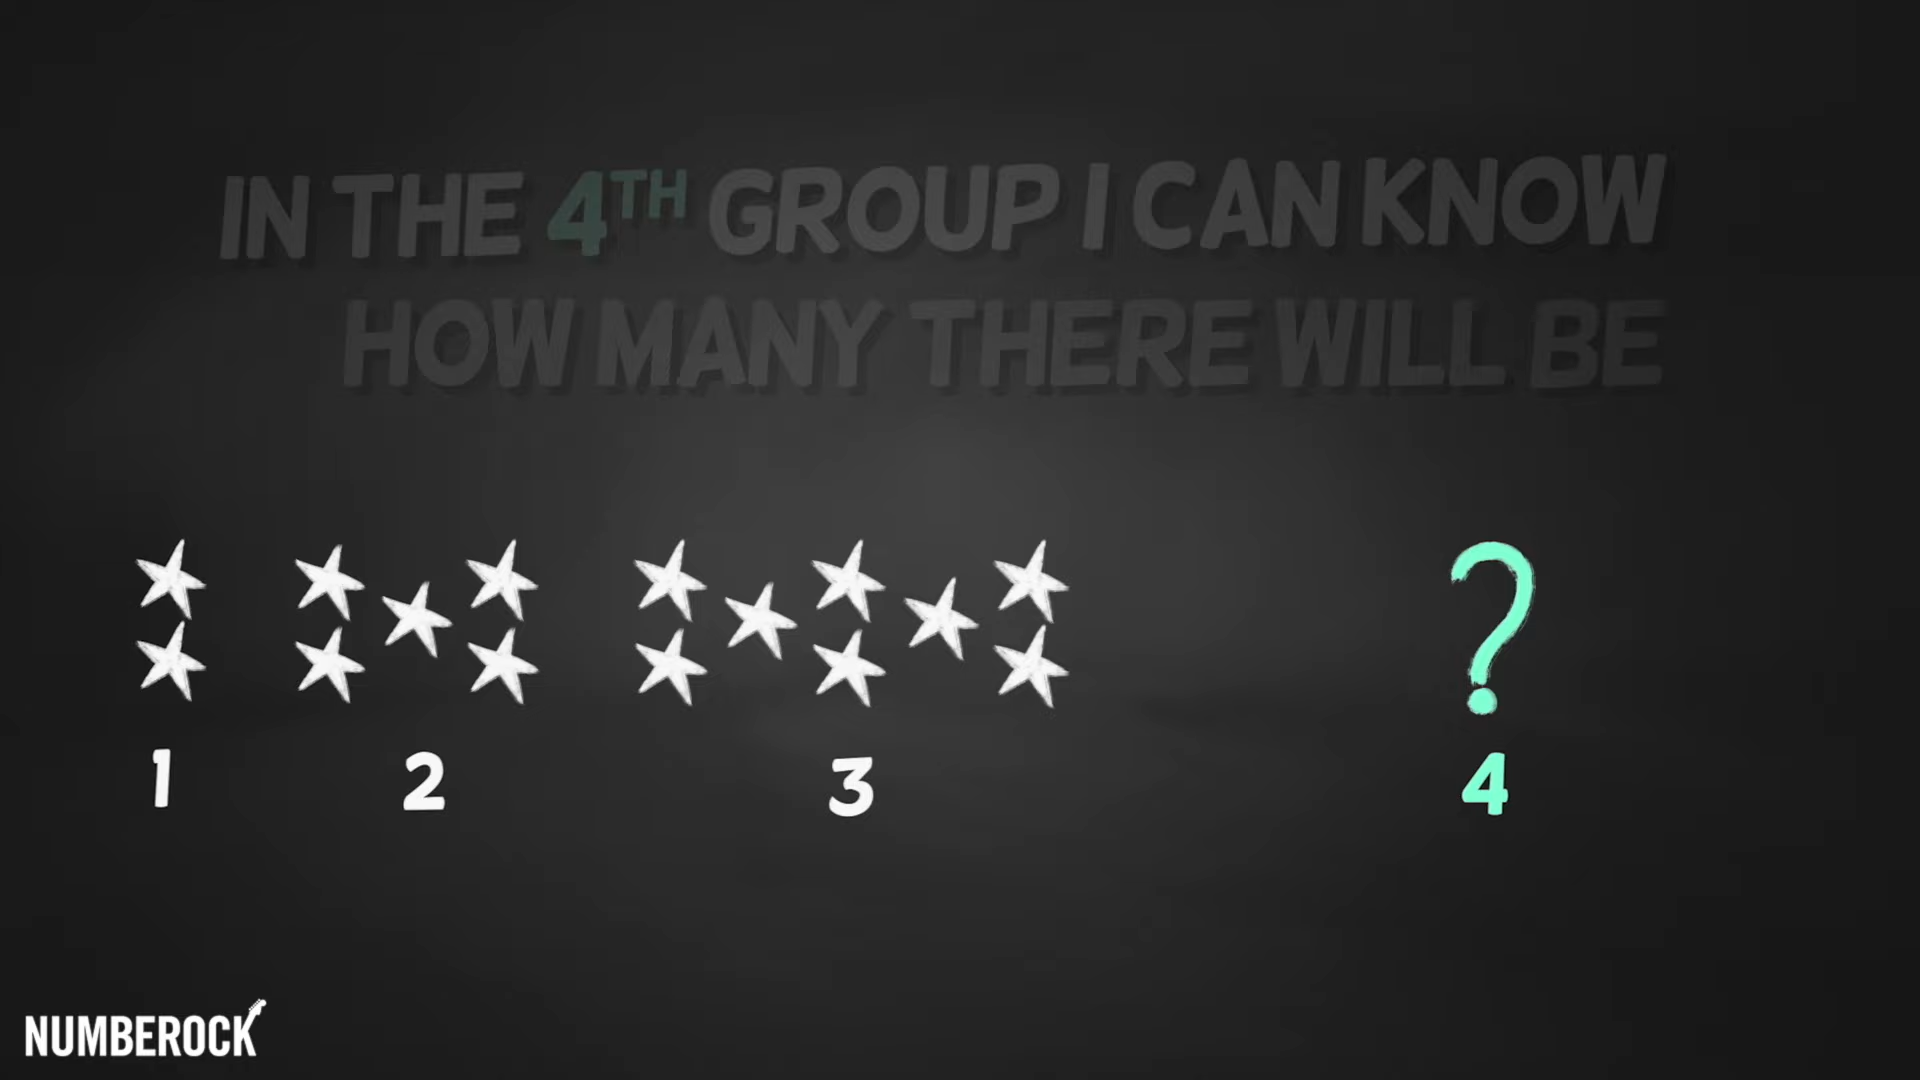 IN THE 4TH GROUP I CAN KNOW
HOW MANY THERE WILL BE
?
1 2 3 4
NUMBEROCK